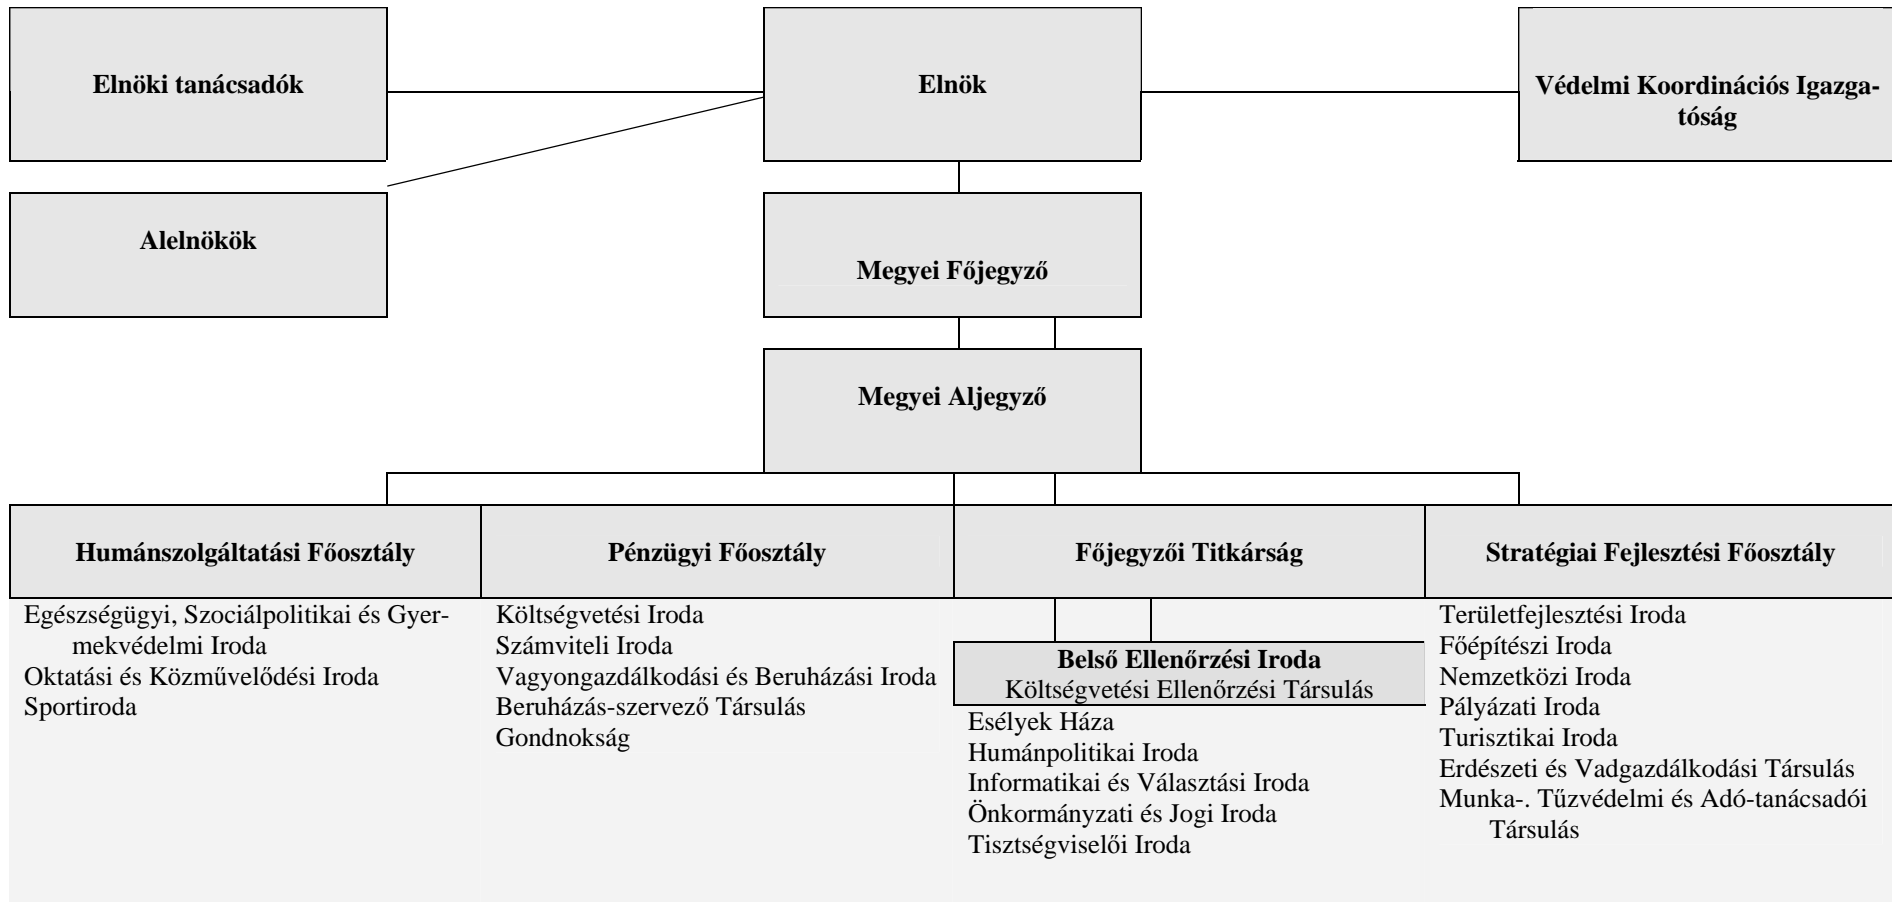 Elnöki tanácsadók
Elnök
Védelmi Koordinációs Igazga-
tóság
Alelnökök
Megyei Főjegyző
Megyei Aljegyző
Humánszolgáltatási Főosztály
Egészségügyi, Szociálpolitikai és Gyer-
mekvédelmi Iroda
Oktatási és Közművelődési Iroda
Sportiroda
Pénzügyi Főosztály
Költségvetési Iroda
Számviteli Iroda
Vagyongazdálkodási és Beruházási Iroda
Beruházás-szervező Társulás
Gondnokság
Főjegyzői Titkárság
Belső Ellenőrzési Iroda
Költségvetési Ellenőrzési Társulás
Esélyek Háza
Humánpolitikai Iroda
Informatikai és Választási Iroda
Önkormányzati és Jogi Iroda
Tisztségviselői Iroda
Stratégiai Fejlesztési Főosztály
Területfejlesztési Iroda
Főépítészi Iroda
Nemzetközi Iroda
Pályázati Iroda
Turisztikai Iroda
Erdészeti és Vadgazdálkodási Társulás
Munka-. Tűzvédelmi és Adó-tanácsadói
Társulás